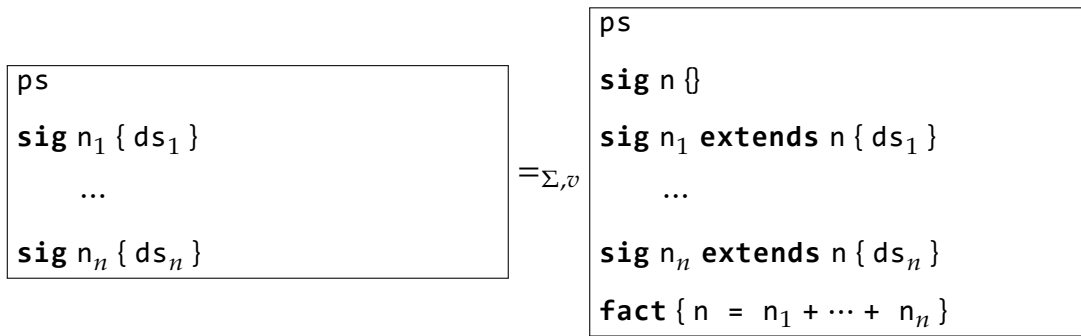 ps
sig n₁ { ds₁ }
...
sig nₙ { dsₙ }
=Σ,v
ps
sig n {}
sig n₁ extends n { ds₁ }
...
sig nₙ extends n { dsₙ }
fact { n = n₁ + ⋯ + nₙ }